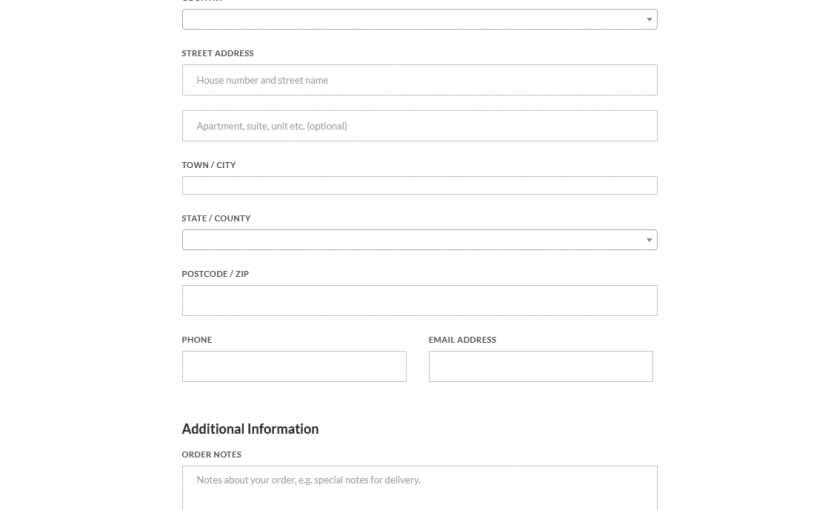 COUNTRY
STREET ADDRESS
House number and street name
Apartment, suite, unit etc. (optional)
TOWN / CITY
STATE / COUNTY
POSTCODE / ZIP
PHONE
EMAIL ADDRESS
Additional Information
ORDER NOTES
Notes about your order, e.g. special notes for delivery.